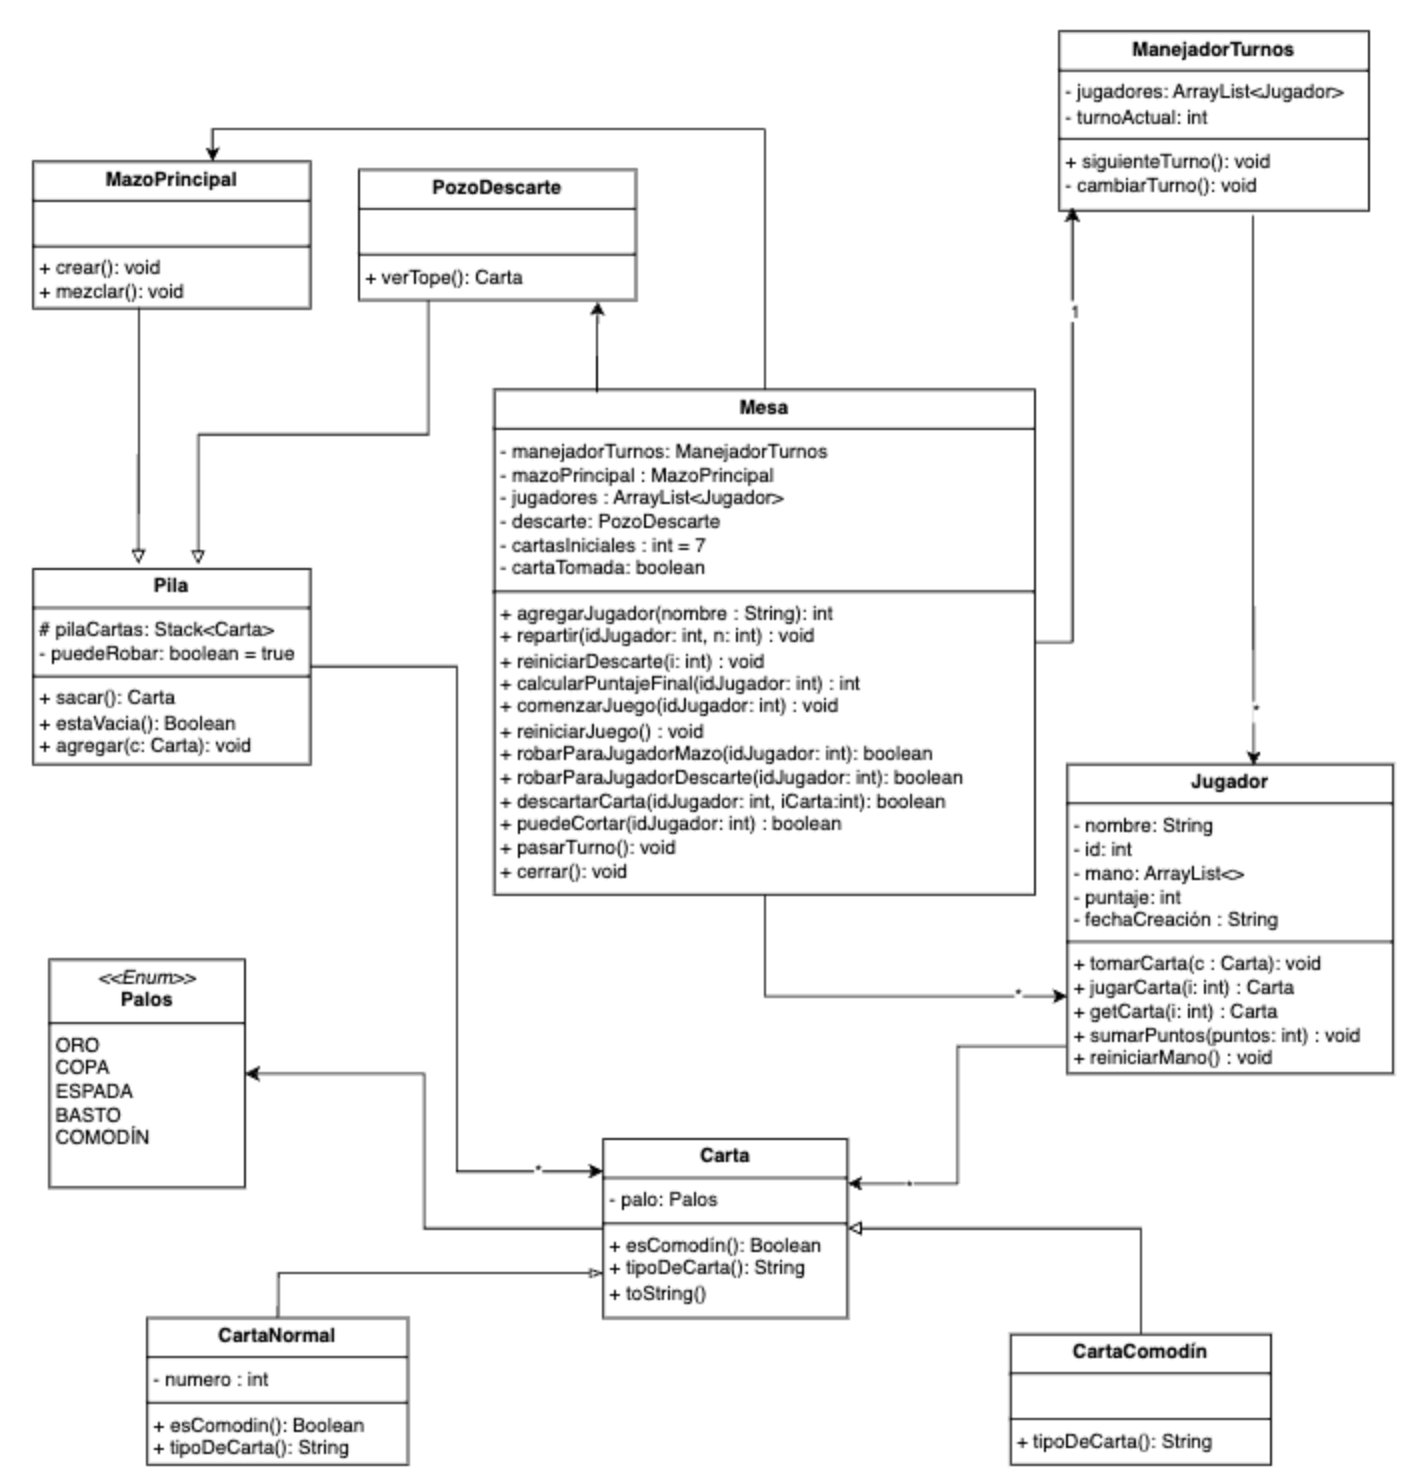 ManejadorTurnos
- jugadores: ArrayList<Jugador>
- turnoActual: int
+ siguienteTurno(): void
- cambiarTurno(): void
MazoPrincipal
+ crear(): void
+ mezclar(): void
PozoDescarte
+ verTope(): Carta
1
Mesa
- manejadorTurnos: ManejadorTurnos
- mazoPrincipal : MazoPrincipal
- jugadores : ArrayList<Jugador>
- descarte: PozoDescarte
- cartasIniciales : int = 7
- cartaTomada: boolean
+ agregarJugador(nombre : String): int
+ repartir(idJugador: int, n: int) : void
+ reiniciarDescarte(i: int) : void
+ calcularPuntajeFinal(idJugador: int) : int
+ comenzarJuego(idJugador: int) : void
+ reiniciarJuego() : void
+ robarParaJugadorMazo(idJugador: int): boolean
+ robarParaJugadorDescarte(idJugador: int): boolean
+ descartarCarta(idJugador: int, iCarta:int): boolean
+ puedeCortar(idJugador: int) : boolean
+ pasarTurno(): void
+ cerrar(): void
Pila
# pilaCartas: Stack<Carta>
- puedeRobar: boolean = true
+ sacar(): Carta
+ estaVacia(): Boolean
+ agregar(c: Carta): void
*
Jugador
- nombre: String
- id: int
- mano: ArrayList<>
- puntaje: int
- fechaCreación : String
+ tomarCarta(c : Carta): void
+ jugarCarta(i: int) : Carta
+ getCarta(i: int) : Carta
+ sumarPuntos(puntos: int) : void
+ reiniciarMano() : void
*
<<Enum>>
Palos
ORO
COPA
ESPADA
BASTO
COMODÍN
*
*
Carta
- palo: Palos
+ esComodín(): Boolean
+ tipoDeCarta(): String
+ toString()
CartaNormal
- numero : int
+ esComodin(): Boolean
+ tipoDeCarta(): String
CartaComodín
+ tipoDeCarta(): String